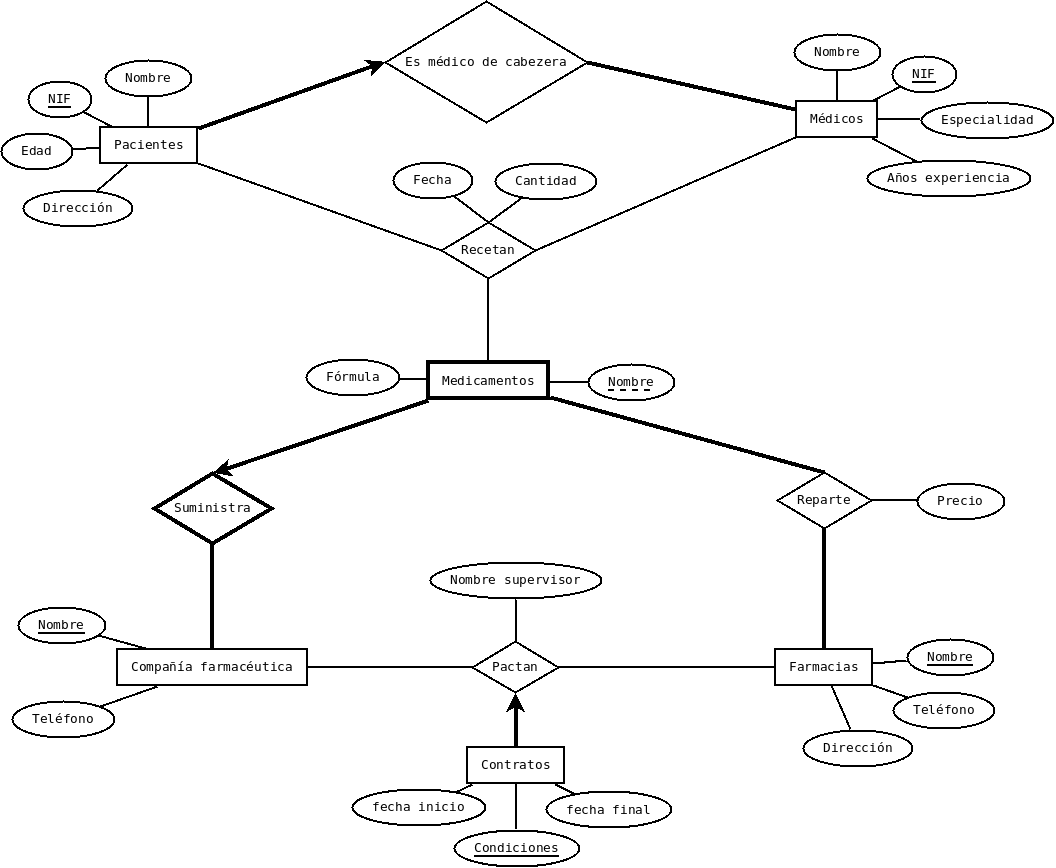 Es médico de cabezera
Nombre
NIF
Edad
Pacientes
Dirección
Nombre
NIF
Médicos
Especialidad
Años experiencia
Fecha
Cantidad
Recetan
Fórmula
Medicamentos
Nombre
Suministra
Reparte
Precio
Nombre supervisor
Nombre
Compañía farmacéutica
Teléfono
Pactan
Farmacias
Nombre
Teléfono
Dirección
Contratos
fecha inicio
fecha final
Condiciones